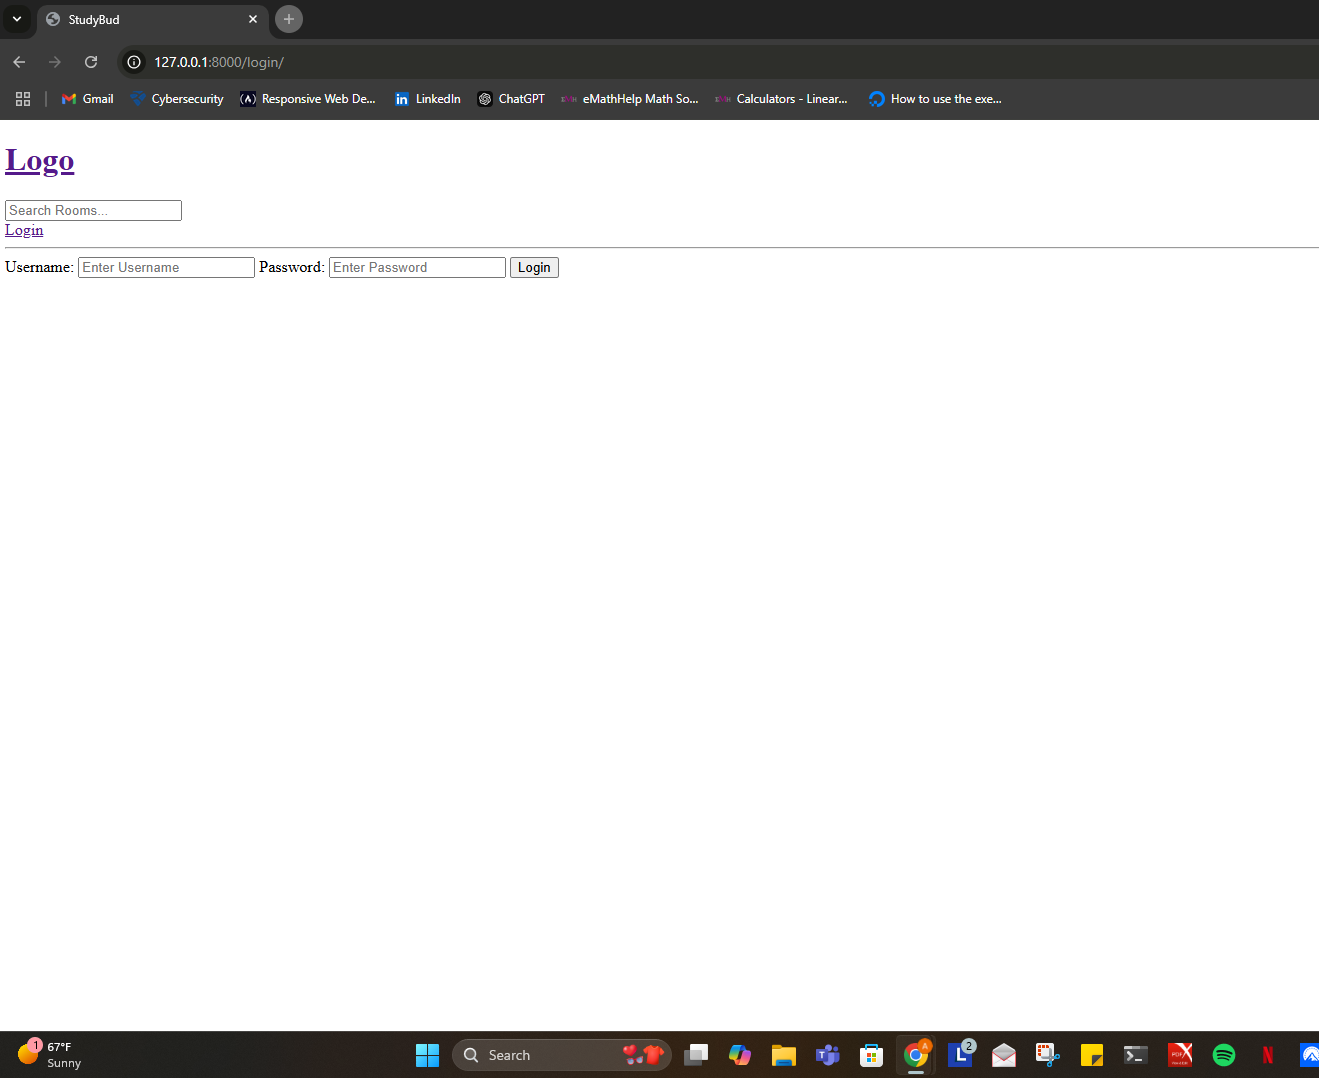 StudyBud
127.0.0.1:8000/login/
Gmail Cybersecurity Responsive Web De... LinkedIn ChatGPT eMathHelp Math So... Calculators - Linear... How to use the exe...
Logo
Search Rooms...
Login
Username: Enter Username Password: Enter Password Login
1 67°F
Sunny
Search
A
L 2
PDF
N